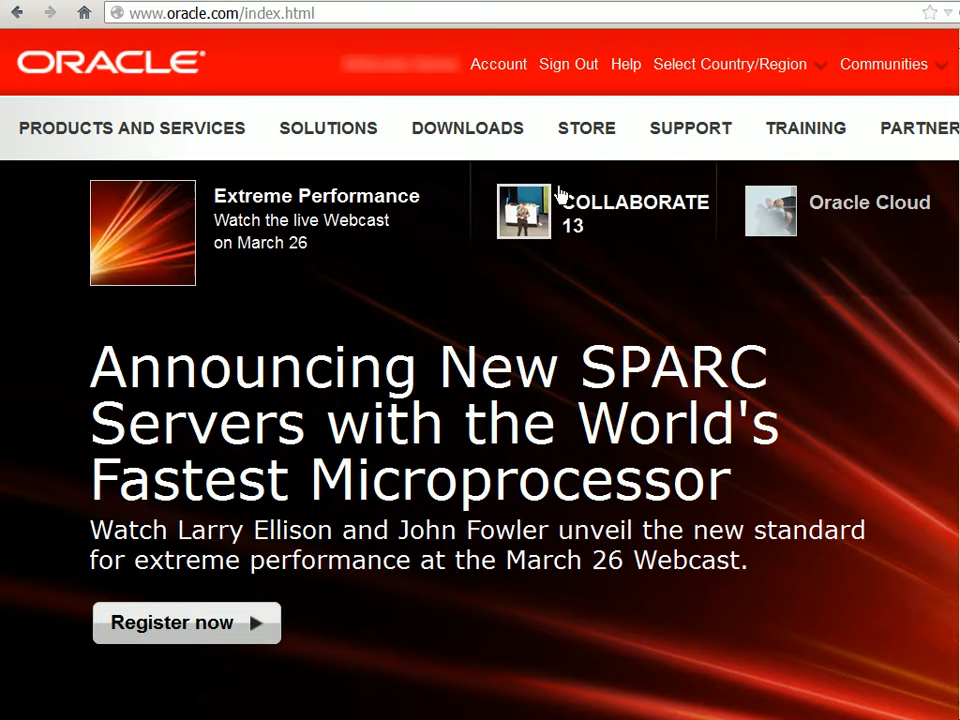 www.oracle.com/index.html
ORACLE
Account Sign Out Help Select Country/Region Communities
PRODUCTS AND SERVICES SOLUTIONS DOWNLOADS STORE SUPPORT TRAINING PARTNER
Extreme Performance
Watch the live Webcast
on March 26
COLLABORATE
13
Oracle Cloud
Announcing New SPARC
Servers with the World's
Fastest Microprocessor
Watch Larry Ellison and John Fowler unveil the new standard
for extreme performance at the March 26 Webcast.
Register now